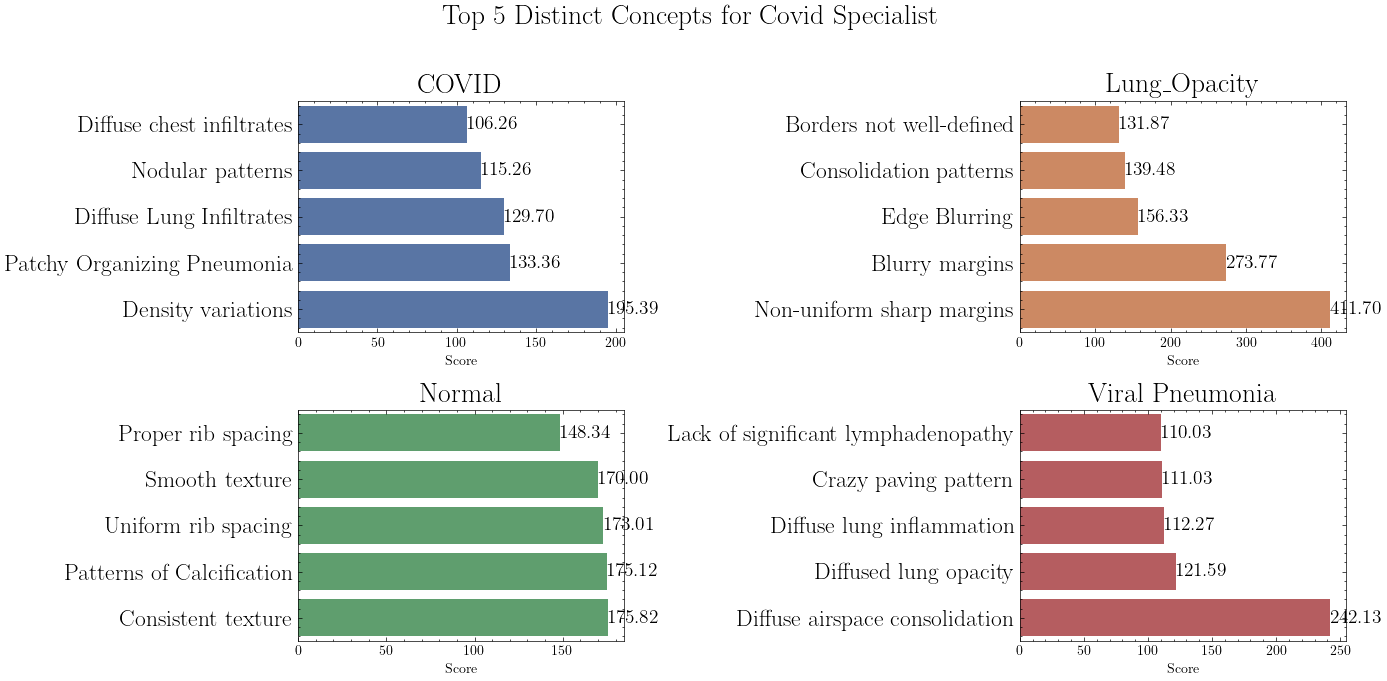 Top 5 Distinct Concepts for Covid Specialist
COVID
Diffuse chest infiltrates 106.26
Nodular patterns 115.26
Diffuse Lung Infiltrates 129.70
Patchy Organizing Pneumonia 133.36
Density variations 195.39
0 50 100 150 200
Score
Lung_Opacity
Borders not well-defined 131.87
Consolidation patterns 139.48
Edge Blurring 156.33
Blurry margins 273.77
Non-uniform sharp margins 411.70
0 100 200 300 400
Score
Normal
Proper rib spacing 148.34
Smooth texture 170.00
Uniform rib spacing 173.01
Patterns of Calcification 175.12
Consistent texture 175.82
0 50 100 150
Score
Viral Pneumonia
Lack of significant lymphadenopathy 110.03
Crazy paving pattern 111.03
Diffuse lung inflammation 112.27
Diffused lung opacity 121.59
Diffuse airspace consolidation 242.13
0 50 100 150 200 250
Score